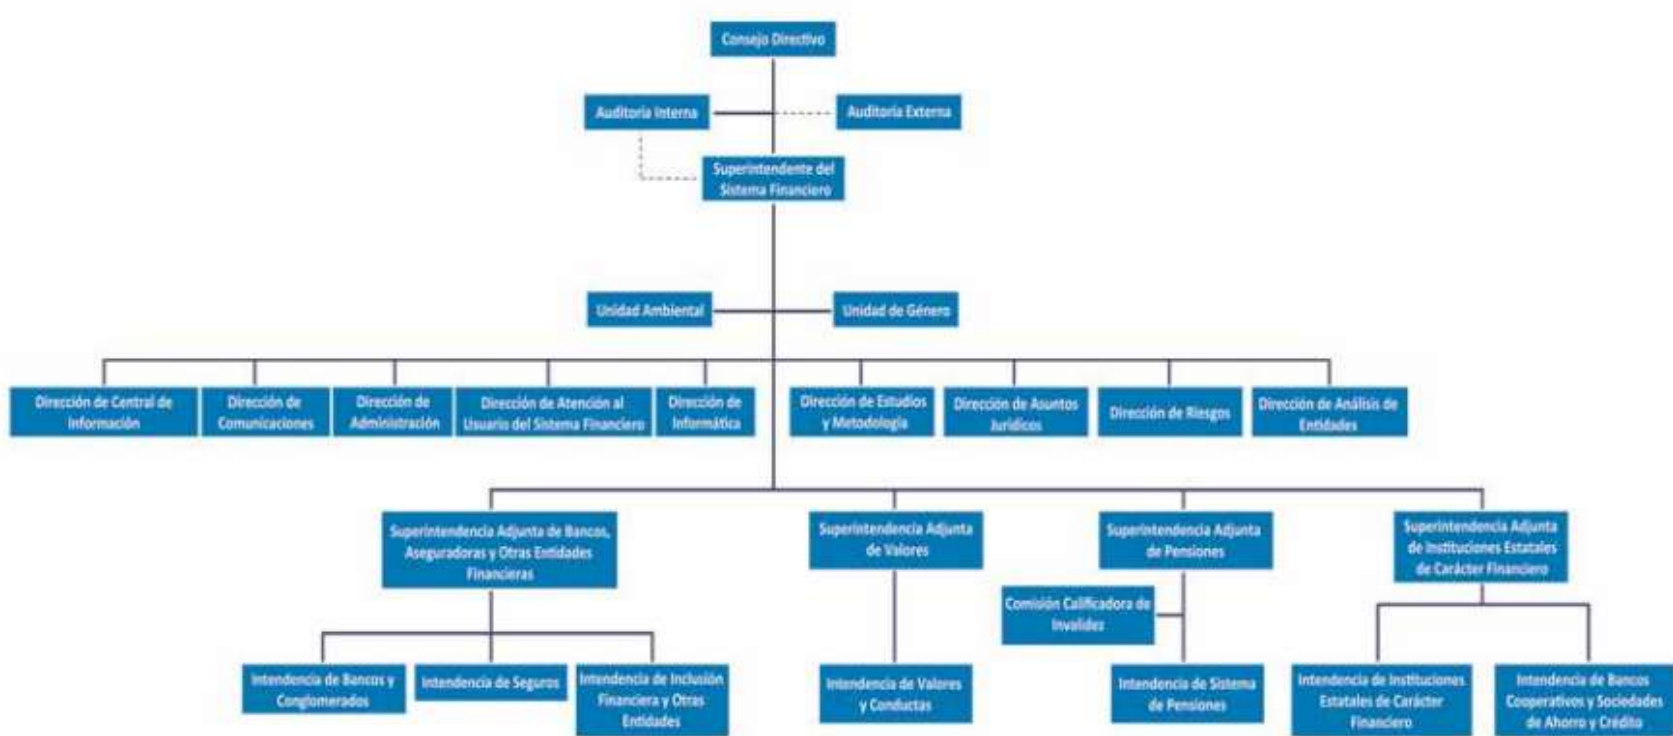 Consejo Directivo
Auditoría Interna
Auditoría Externa
Superintendente del
Sistema Financiero
Unidad Ambiental
Unidad de Género
Dirección de Central de
Información
Dirección de
Comunicaciones
Dirección de
Administración
Dirección de Atención al
Usuario del Sistema Financiero
Dirección de
Informática
Dirección de Estudios
y Metodología
Dirección de Asuntos
Jurídicos
Dirección de Riesgos
Dirección de Análisis de
Entidades
Superintendencia Adjunta de Bancos,
Aseguradoras y Otras Entidades
Financieras
Superintendencia Adjunta
de Valores
Superintendencia Adjunta
de Pensiones
Superintendencia Adjunta
de Instituciones Estatales
de Carácter Financiero
Comisión Calificadora de
Invalidez
Intendencia de Bancos y
Conglomerados
Intendencia de Seguros
Intendencia de Inclusión
Financiera y Otras
Entidades
Intendencia de Valores
y Conductas
Intendencia de Sistema
de Pensiones
Intendencia de Instituciones
Estatales de Carácter
Financiero
Intendencia de Bancos
Cooperativos y Sociedades
de Ahorro y Crédito